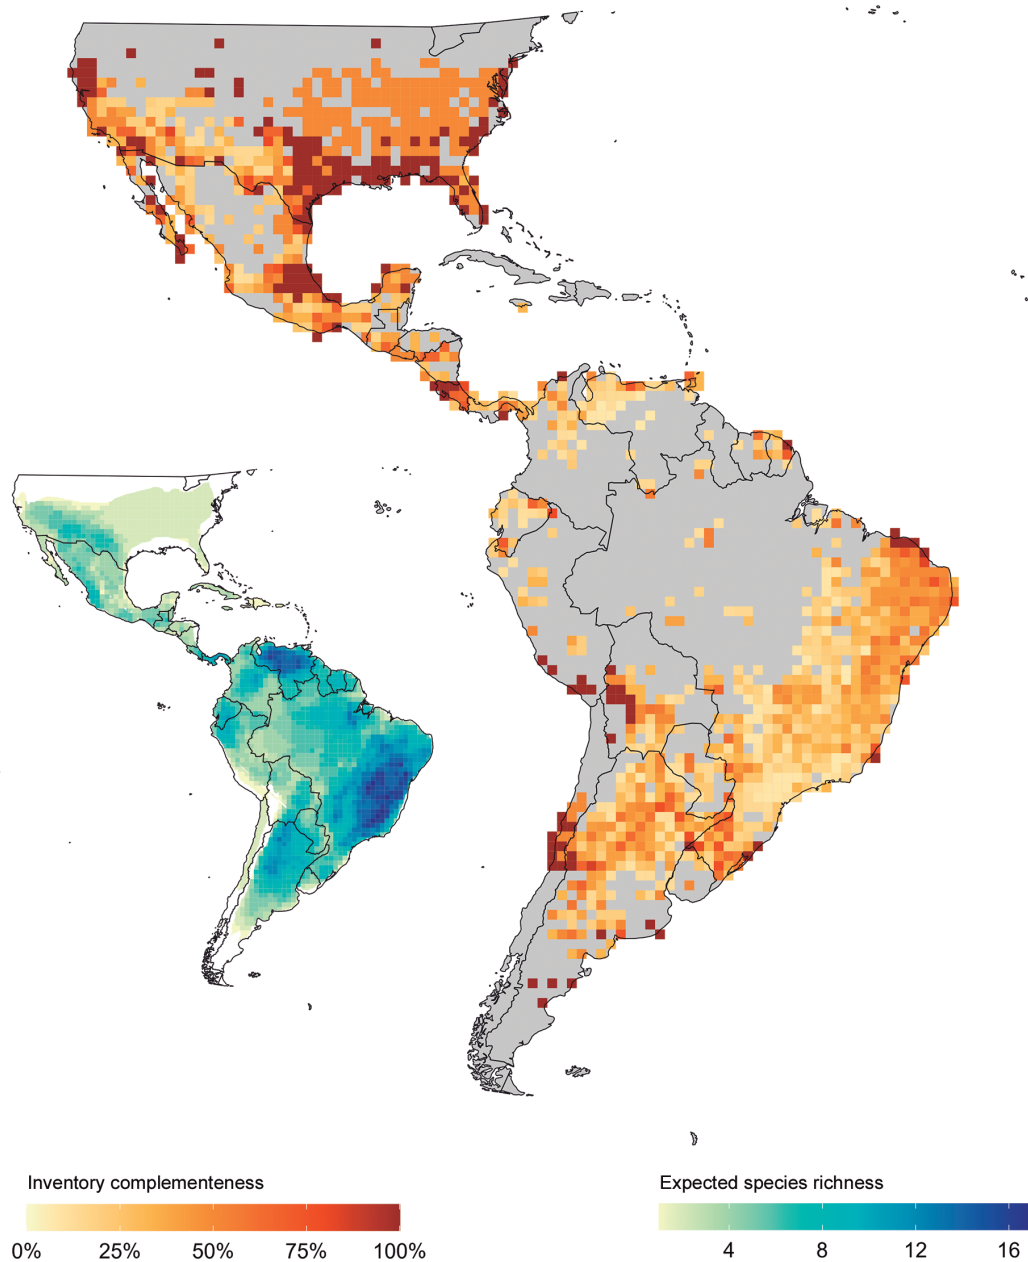 Inventory complementeness
0% 25% 50% 75% 100%
Expected species richness
4 8 12 16